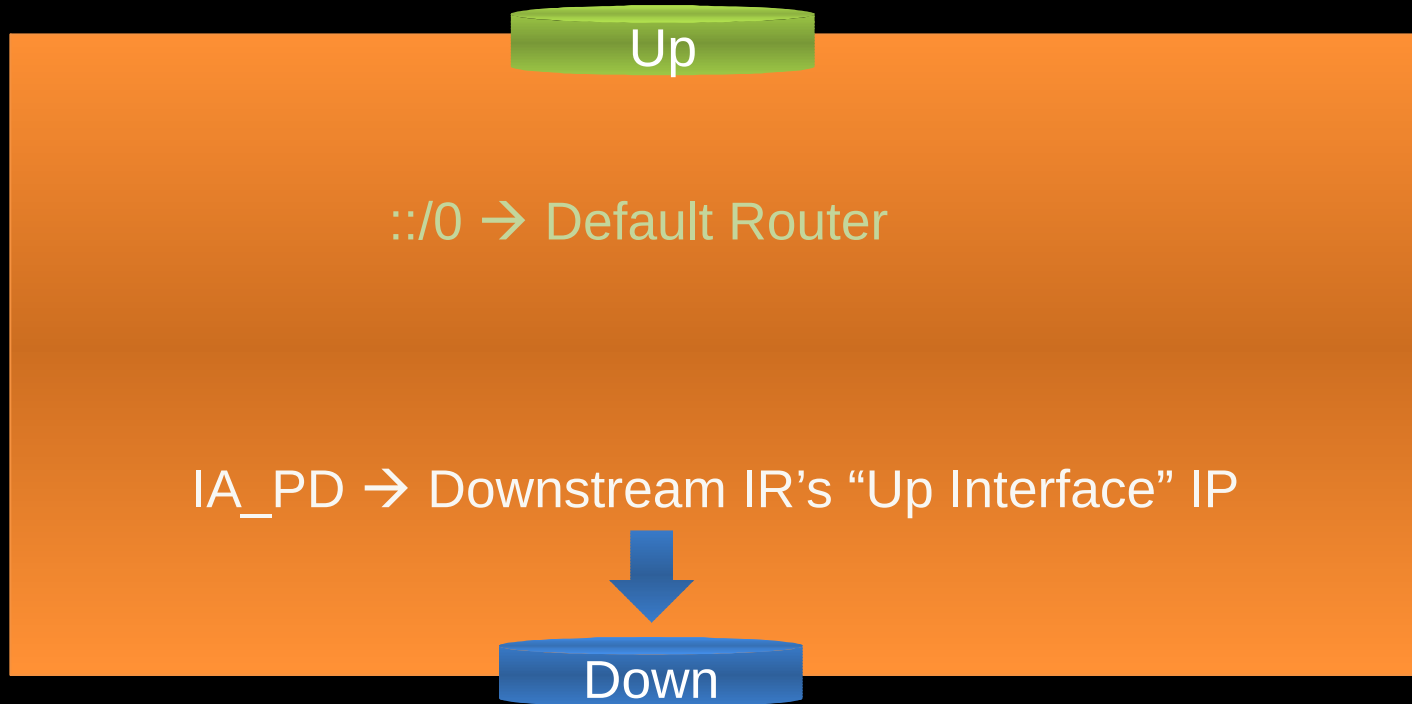 Up
::/0 → Default Router
IA_PD → Downstream IR’s “Up Interface” IP
Down